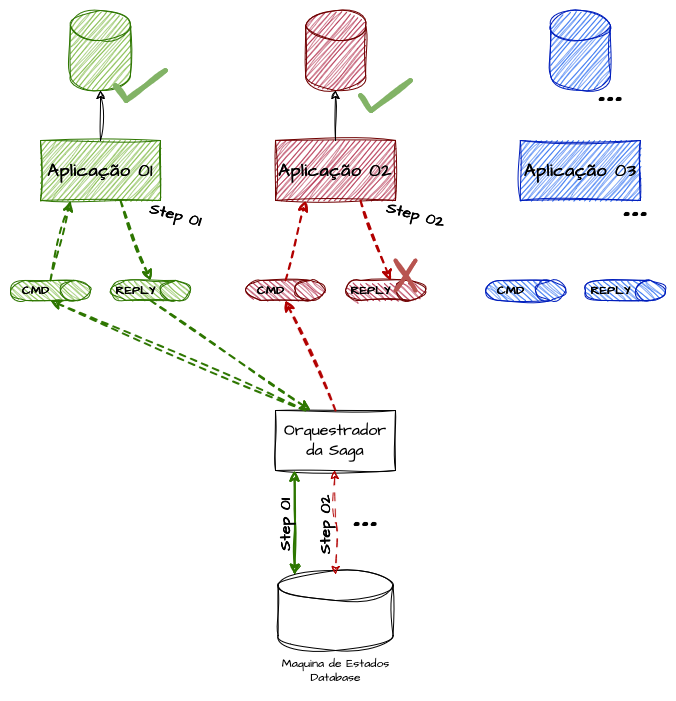 ...
Aplicação 01
Aplicação 02
Aplicação 03
Step 01
Step 02
...
CMD
REPLY
CMD
REPLY
CMD
REPLY
Orquestrador
da Saga
Step 01
Step 02
...
Maquina de Estados
Database